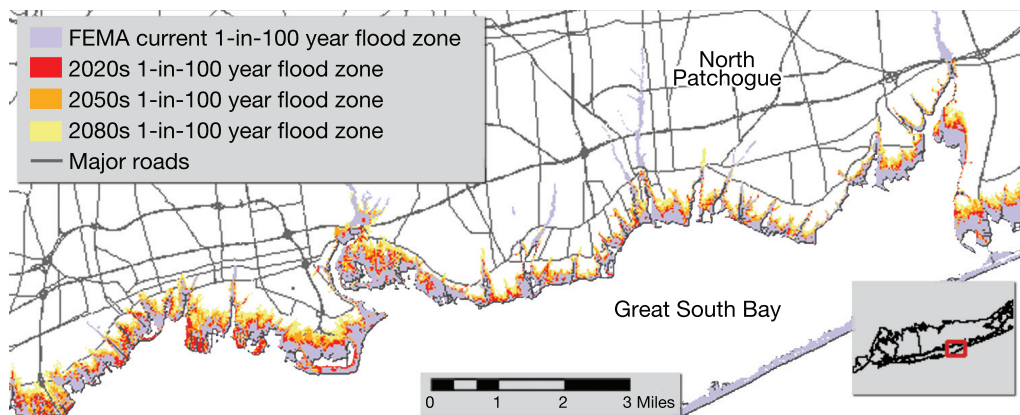 FEMA current 1-in-100 year flood zone
2020s 1-in-100 year flood zone
2050s 1-in-100 year flood zone
2080s 1-in-100 year flood zone
Major roads
North
Patchogue
Great South Bay
0 1 2 3 Miles